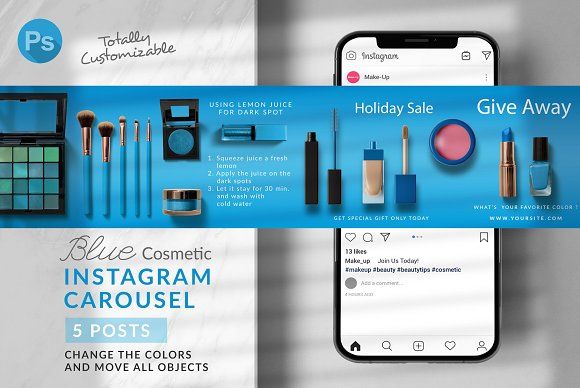 Ps
Totally
Customizable
Instagram
Make-Up
USING LEMON JUICE
FOR DARK SPOT
1. Squeeze juice a fresh
lemon
2. Apply the juice on the
dark spots
3. Let it stay for 30 min.
and wash with
cold water
Holiday Sale
GET SPECIAL GIFT ONLY TODAY
Give Away
WHAT'S YOUR FAVORITE COLOR ?
WWW.YOURSITE.COM
Blue Cosmetic
INSTAGRAM
CAROUSEL
5 POSTS
CHANGE THE COLORS
AND MOVE ALL OBJECTS
13 likes
Make_up Join Us Today!
#makeup #beauty #beautytips #cosmetic
Add a comment...